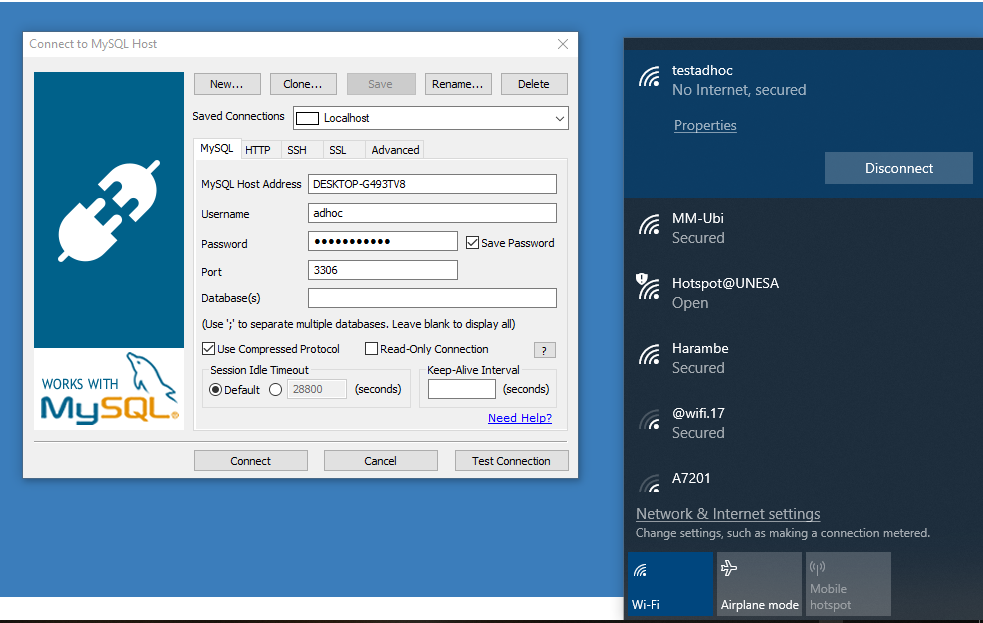 Connect to MySQL Host
New...
Clone...
Save
Rename...
Delete
Saved Connections
Localhost
MySQL
HTTP
SSH
SSL
Advanced
MySQL Host Address
DESKTOP-G493TV8
Username
adhoc
Password
Save Password
Port
3306
Database(s)
(Use ';' to separate multiple databases. Leave blank to display all)
Use Compressed Protocol
Read-Only Connection
?
Session Idle Timeout
Default
28800
(seconds)
Keep-Alive Interval
(seconds)
Need Help?
WORKS WITH
MySQL®
Connect
Cancel
Test Connection
testadhoc
No Internet, secured
Properties
Disconnect
MM-Ubi
Secured
Hotspot@UNESA
Open
Harambe
Secured
@wifi.17
Secured
A7201
Network & Internet settings
Change settings, such as making a connection metered.
Wi-Fi
Airplane mode
Mobile
hotspot